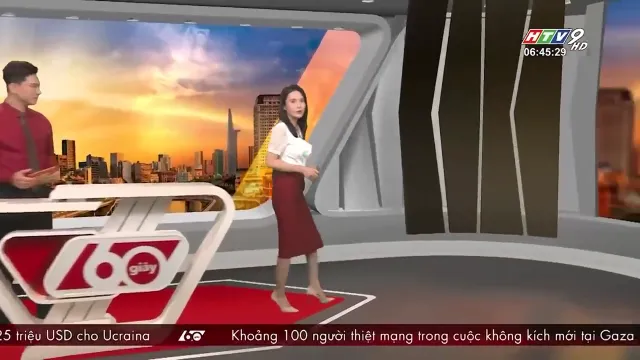 HTV9 HD
06:45:29
60 giây
25 triệu USD cho Ucraina 60 Khoảng 100 người thiệt mạng trong cuộc không kích mới tại Gaza